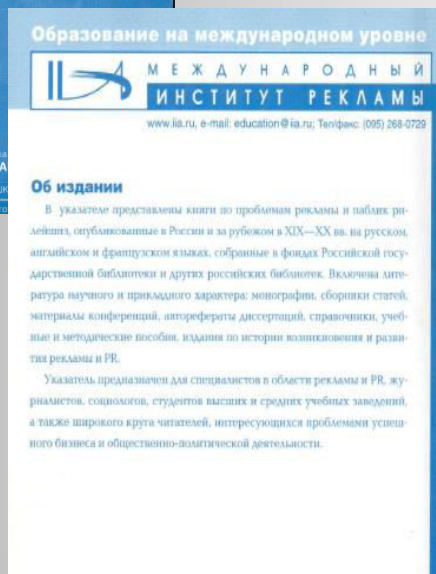 Образование на международном уровне
МЕЖДУНАРОДНЫЙ
ИНСТИТУТ РЕКЛАМЫ
www.iia.ru, e-mail: education@iia.ru; Тел/факс: (095) 268-0729
Об издании
В указателе представлены книги по проблемам рекламы и паблик ри-
лейшнз, опубликованные в России и за рубежом в XIX—XX вв. на русском,
английском и французском языках, собранные в фондах Российской госу-
дарственной библиотеки и других российских библиотек. Включена лите-
ратура научного и прикладного характера: монографии, сборники статей,
материалы конференций, авторефераты диссертаций, справочники, учеб-
ные и методические пособия, издания по истории возникновения и разви-
тия рекламы и PR.
Указатель предназначен для специалистов в области рекламы и PR, жу-
рналистов, социологов, студентов высших и средних учебных заведений,
а также широкого круга читателей, интересующихся проблемами успеш-
ного бизнеса и общественно-политической деятельности.